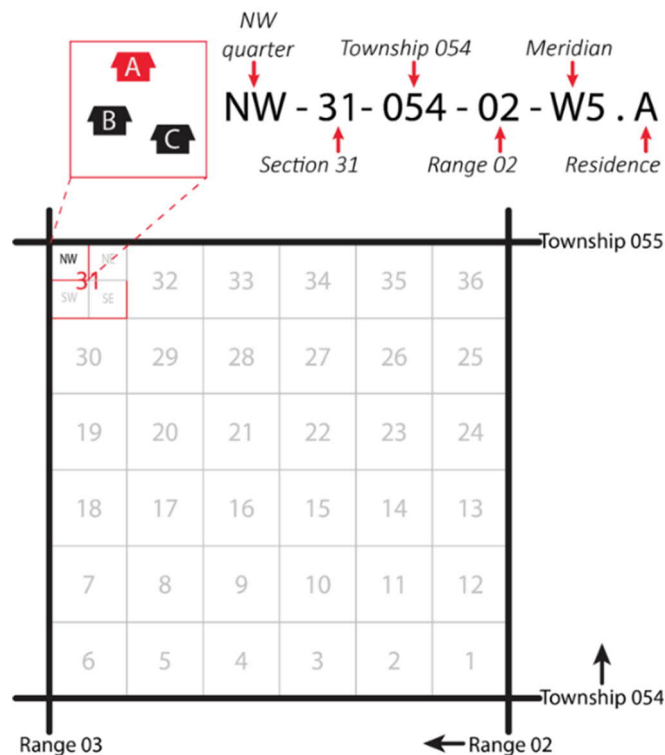 NW
quarter
Township 054
Meridian
A
B
C
NW - 31 - 054 - 02 - W5 . A
Section 31
Range 02
Residence
Township 055
NW NE
31 32 33 34 35 36
SW SE
30 29 28 27 26 25
19 20 21 22 23 24
18 17 16 15 14 13
7 8 9 10 11 12
6 5 4 3 2 1
Township 054
Range 03
Range 02